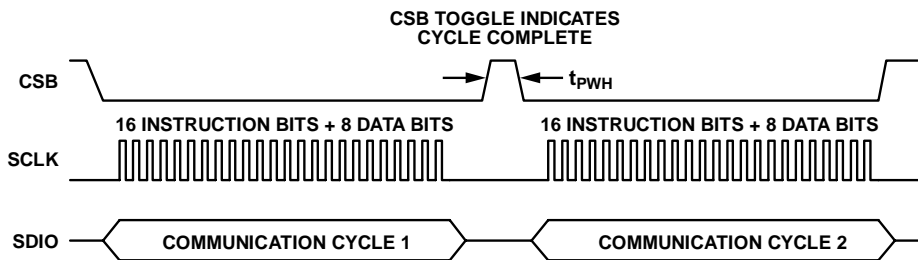 CSB TOGGLE INDICATES
CYCLE COMPLETE
CSB
tPWH
16 INSTRUCTION BITS + 8 DATA BITS
16 INSTRUCTION BITS + 8 DATA BITS
SCLK
SDIO
COMMUNICATION CYCLE 1
COMMUNICATION CYCLE 2